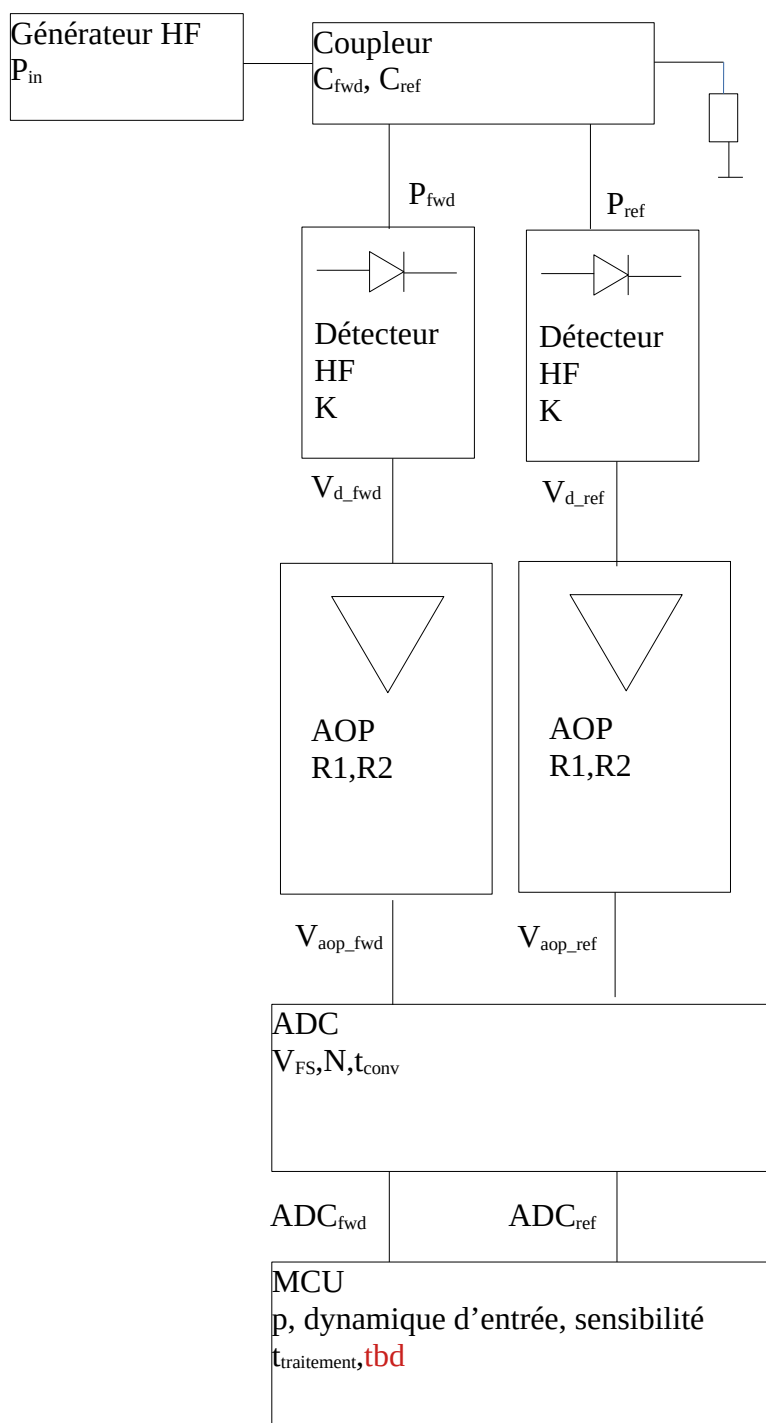 Générateur HF
Pin
Coupleur
Cfwd, Cref
Pfwd
Pref
Détecteur
HF
K
Détecteur
HF
K
Vd_fwd
Vd_ref
AOP
R1,R2
AOP
R1,R2
Vaop_fwd
Vaop_ref
ADC
VFS,N,tconv
ADCfwd
ADCref
MCU
p, dynamique d’entrée, sensibilité
ttraitement,tbd